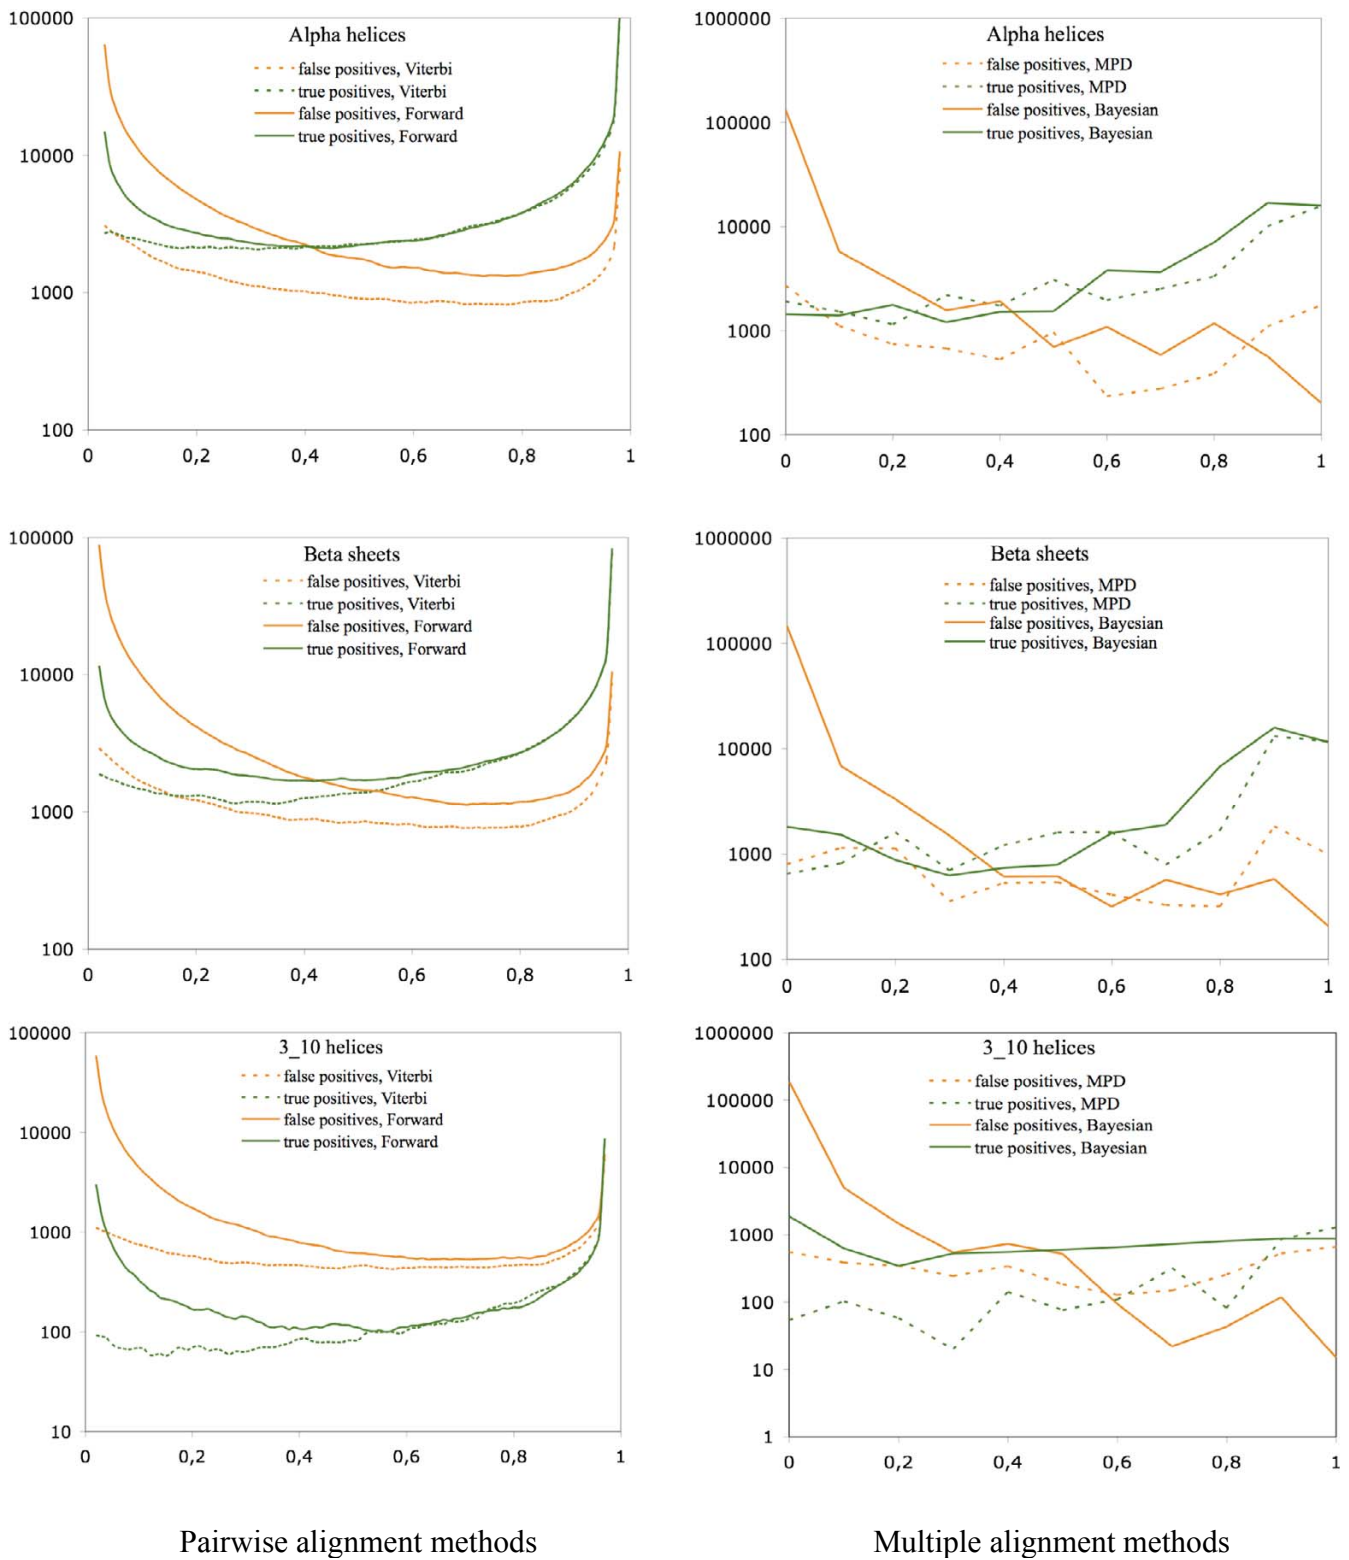 Alpha helices
false positives, Viterbi
true positives, Viterbi
false positives, Forward
true positives, Forward
100000
10000
1000
100
0 0,2 0,4 0,6 0,8 1
Alpha helices
false positives, MPD
true positives, MPD
false positives, Bayesian
true positives, Bayesian
1000000
100000
10000
1000
100
0 0,2 0,4 0,6 0,8 1
Beta sheets
false positives, Viterbi
true positives, Viterbi
false positives, Forward
true positives, Forward
100000
10000
1000
100
0 0,2 0,4 0,6 0,8 1
Beta sheets
false positives, MPD
true positives, MPD
false positives, Bayesian
true positives, Bayesian
1000000
100000
10000
1000
100
0 0,2 0,4 0,6 0,8 1
3_10 helices
false positives, Viterbi
true positives, Viterbi
false positives, Forward
true positives, Forward
100000
10000
1000
100
10
0 0,2 0,4 0,6 0,8 1
3_10 helices
false positives, MPD
true positives, MPD
false positives, Bayesian
true positives, Bayesian
1000000
100000
10000
1000
100
10
1
0 0,2 0,4 0,6 0,8 1
Pairwise alignment methods
Multiple alignment methods